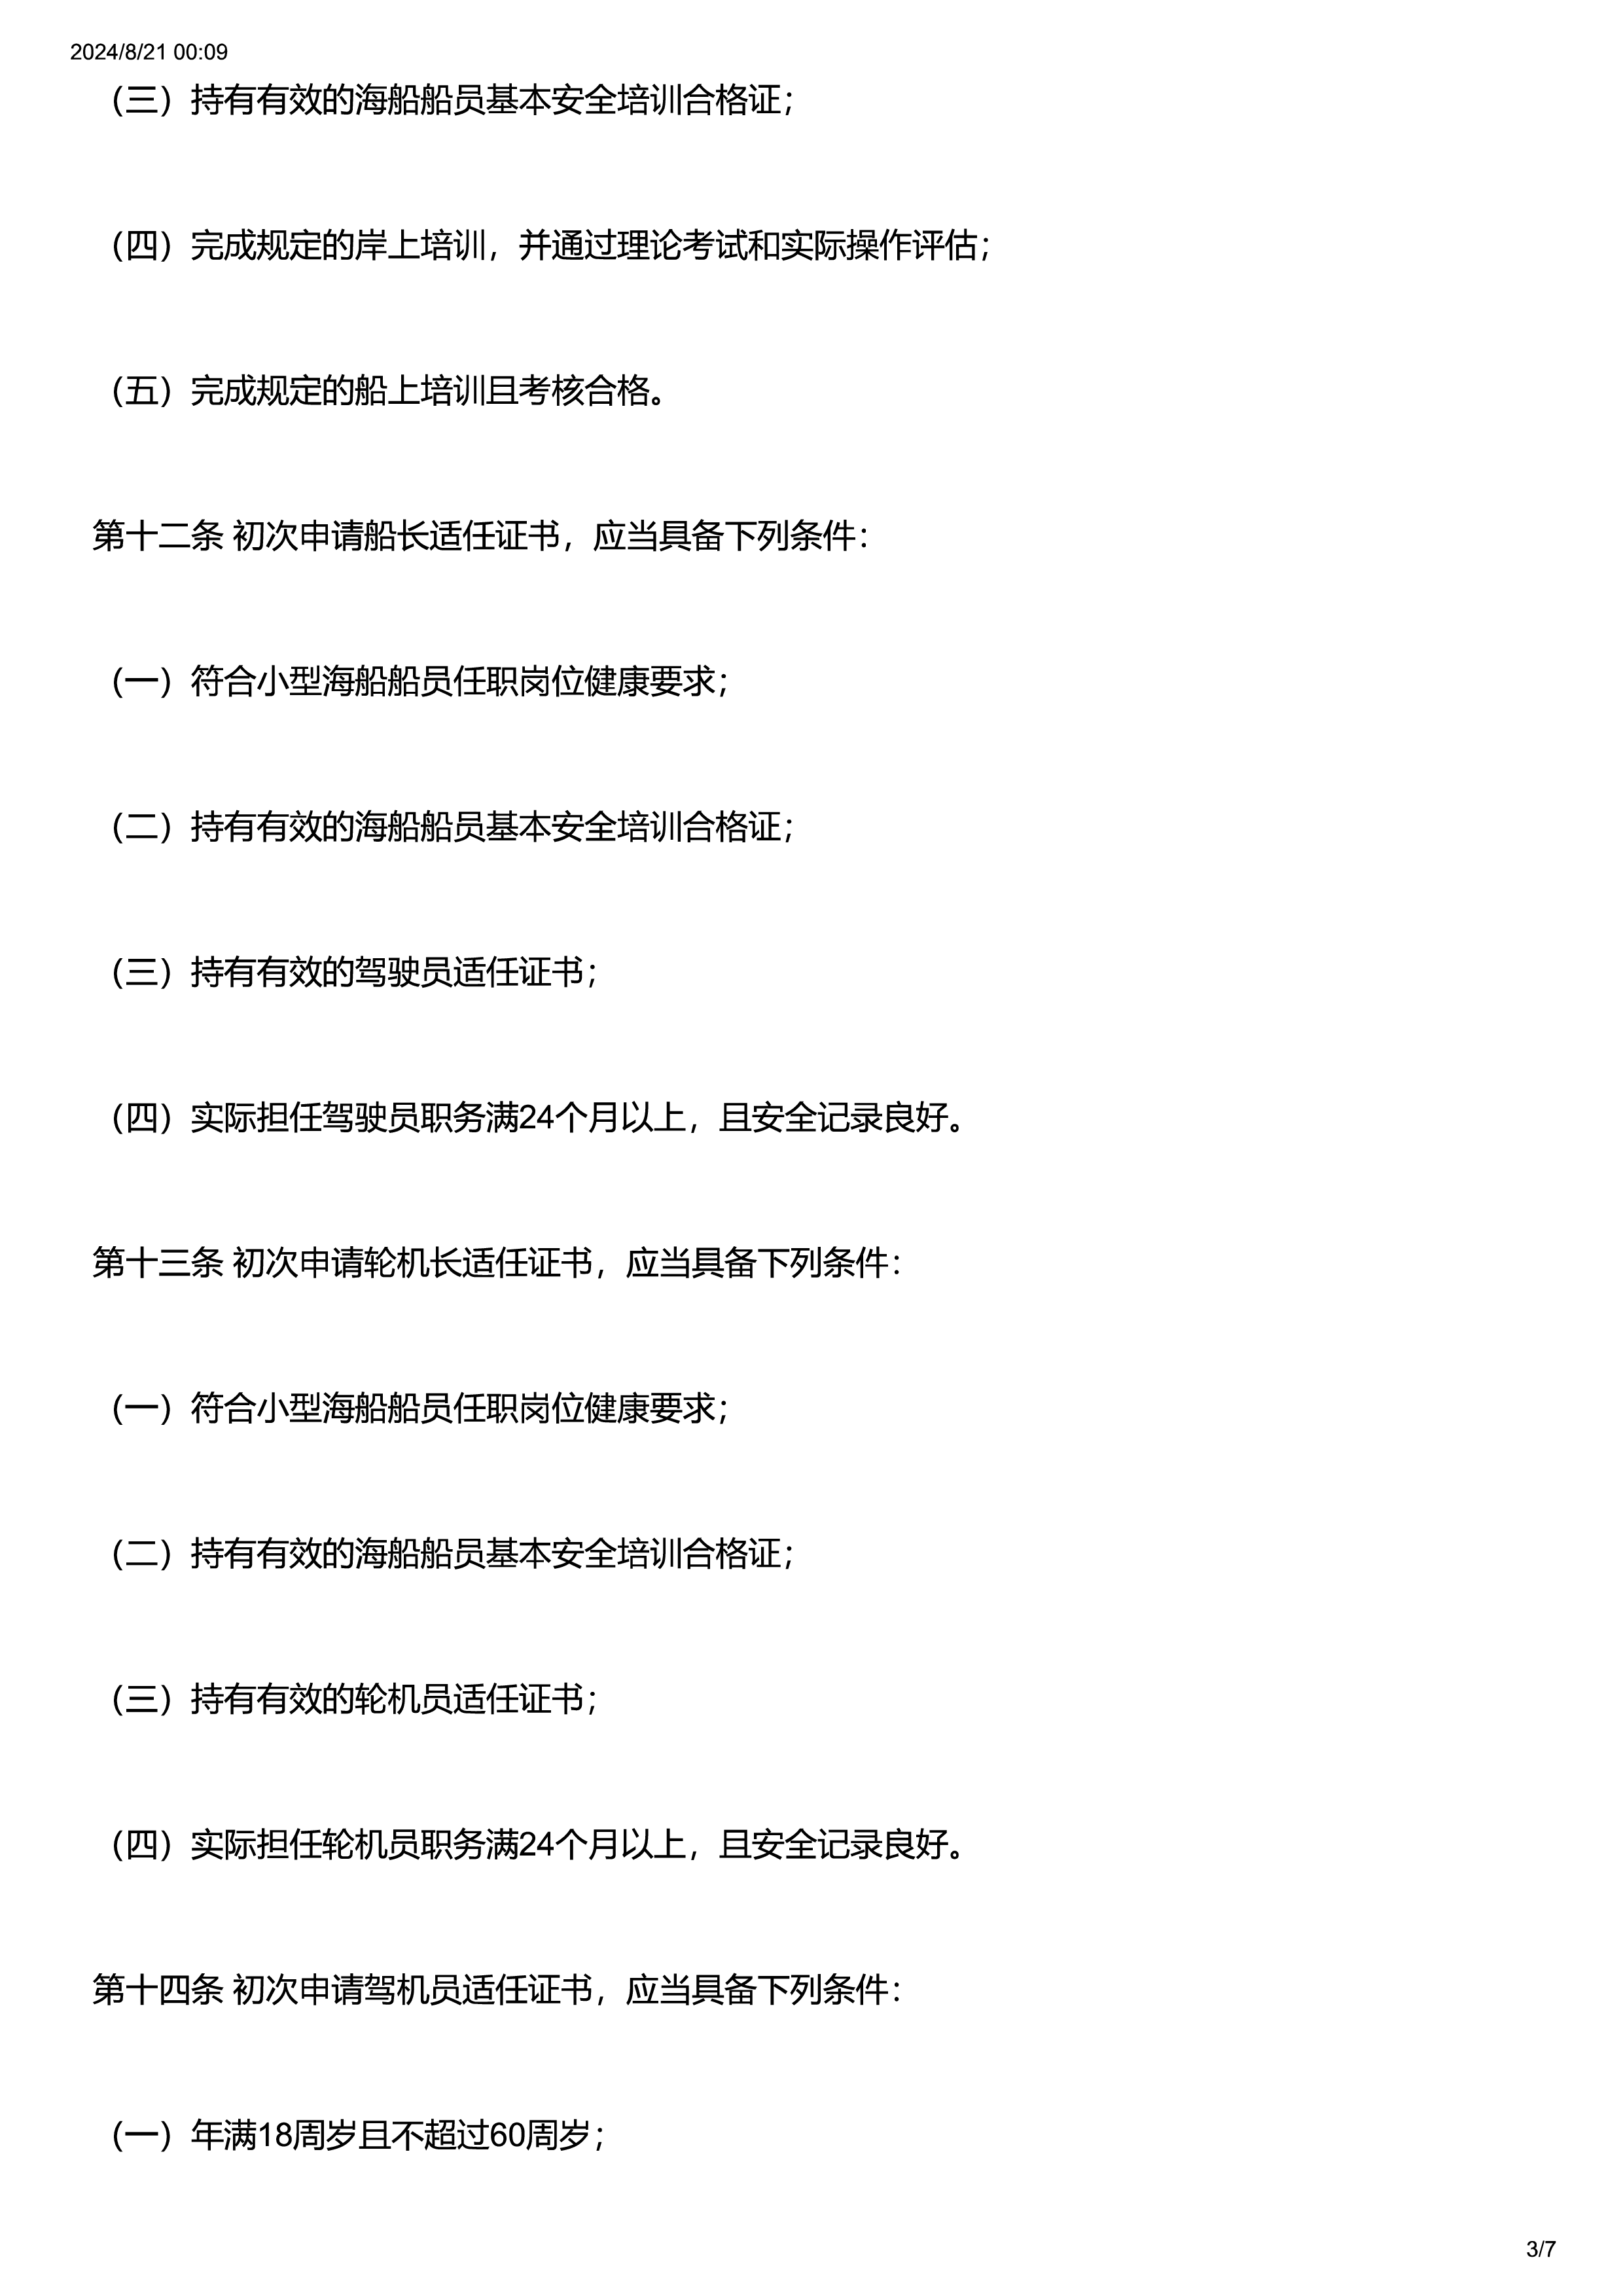 2024/8/21 00:09
（三）持有有效的海船船员基本安全培训合格证；
（四）完成规定的岸上培训，并通过理论考试和实际操作评估；
（五）完成规定的船上培训且考核合格。
第十二条 初次申请船长适任证书，应当具备下列条件：
（一）符合小型海船船员任职岗位健康要求；
（二）持有有效的海船船员基本安全培训合格证；
（三）持有有效的驾驶员适任证书；
（四）实际担任驾驶员职务满24个月以上，且安全记录良好。
第十三条 初次申请轮机长适任证书，应当具备下列条件：
（一）符合小型海船船员任职岗位健康要求；
（二）持有有效的海船船员基本安全培训合格证；
（三）持有有效的轮机员适任证书；
（四）实际担任轮机员职务满24个月以上，且安全记录良好。
第十四条 初次申请驾机员适任证书，应当具备下列条件：
（一）年满18周岁且不超过60周岁；
3/7